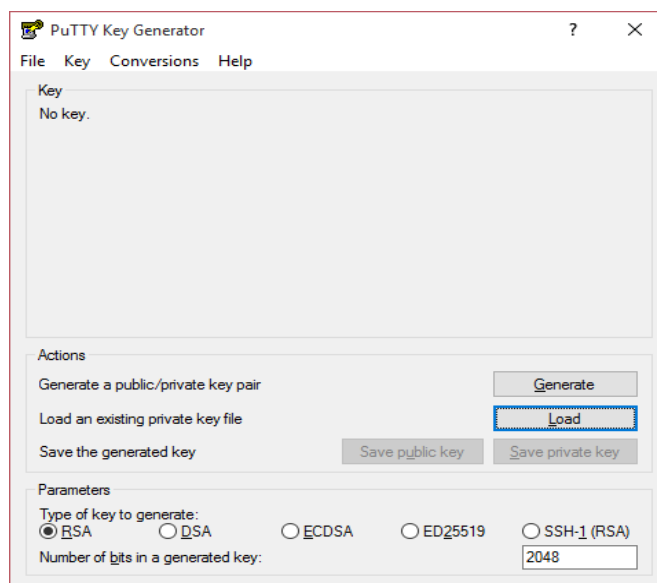 PuTTY Key Generator ?
File Key Conversions Help
Key
No key.
Actions
Generate a public/private key pair Generate
Load an existing private key file Load
Save the generated key Save public key Save private key
Parameters
Type of key to generate:
RSA DSA ECDSA ED25519 SSH-1 (RSA)
Number of bits in a generated key: 2048